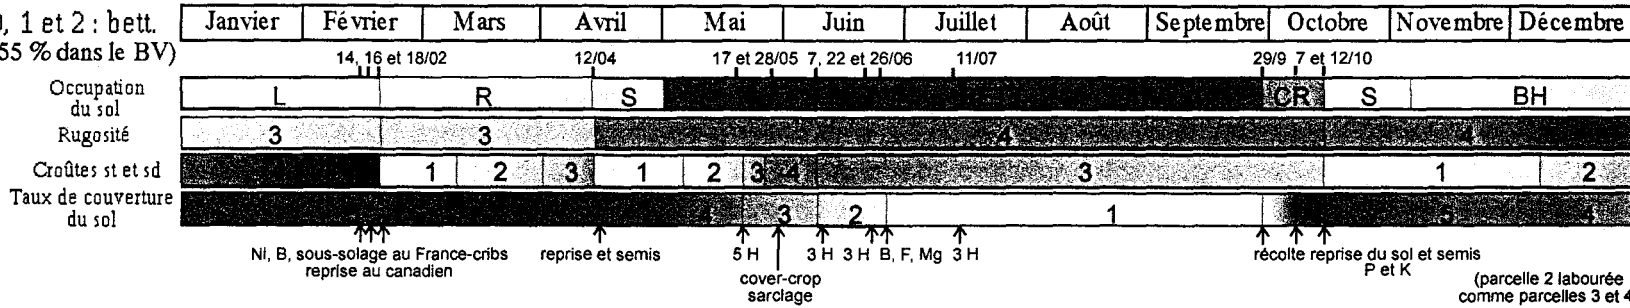 Janvier Février Mars Avril Mai Juin Juillet Août Septembre Octobre Novembre Décembre
, 1 et 2 : bett.
55 % dans le BV)
14, 16 et 18/02 12/04 17 et 28/05 7, 22 et 26/06 11/07 29/9 7 et 12/10
Occupation
du sol
L R S CR S BH
Rugosité
3 3 4 4
Croûtes st et sd
1 2 3 1 2 3 4 3 1 2
Taux de couverture
du sol
4 3 2 1 5 4
Ni, B, sous-solage au France-cribs
reprise au canadien
reprise et semis
5 H
cover-crop
sarclage
3 H 3 H B, F, Mg 3 H
récolte reprise du sol et semis
P et K
(parcelle 2 labourée
comme parcelles 3 et 4